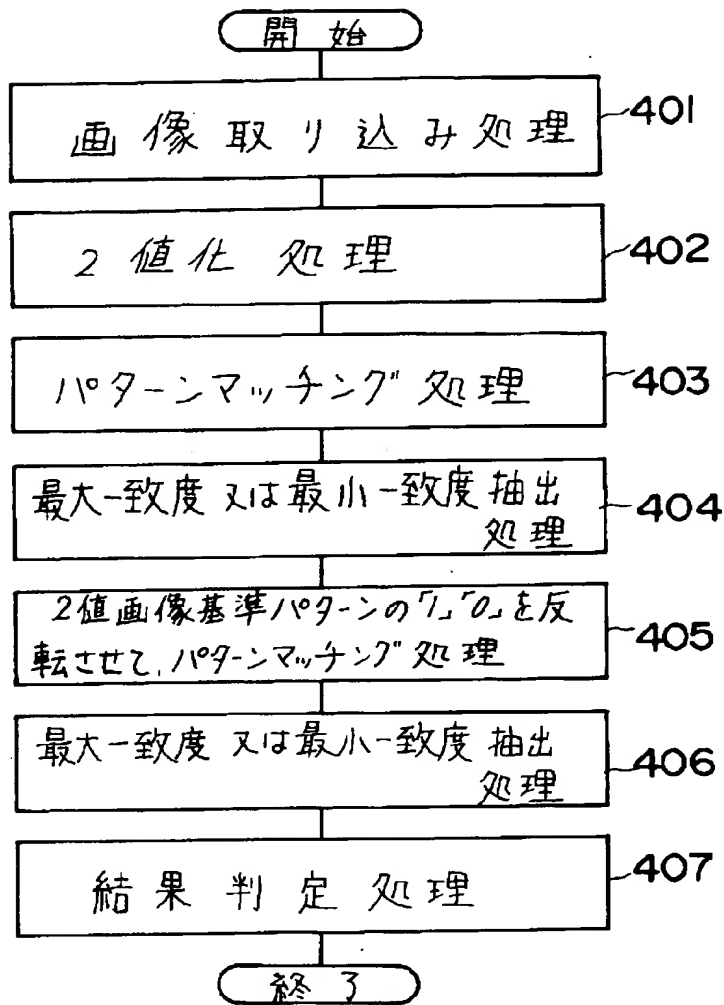 開始
画像取り込み処理
401
2値化処理
402
パターンマッチング処理
403
最大一致度又は最小一致度抽出
処理
404
2値画像基準パターンの「1」「0」を反
転させて、パターンマッチング処理
405
最大一致度又は最小一致度抽出
処理
406
結果判定処理
407
終了